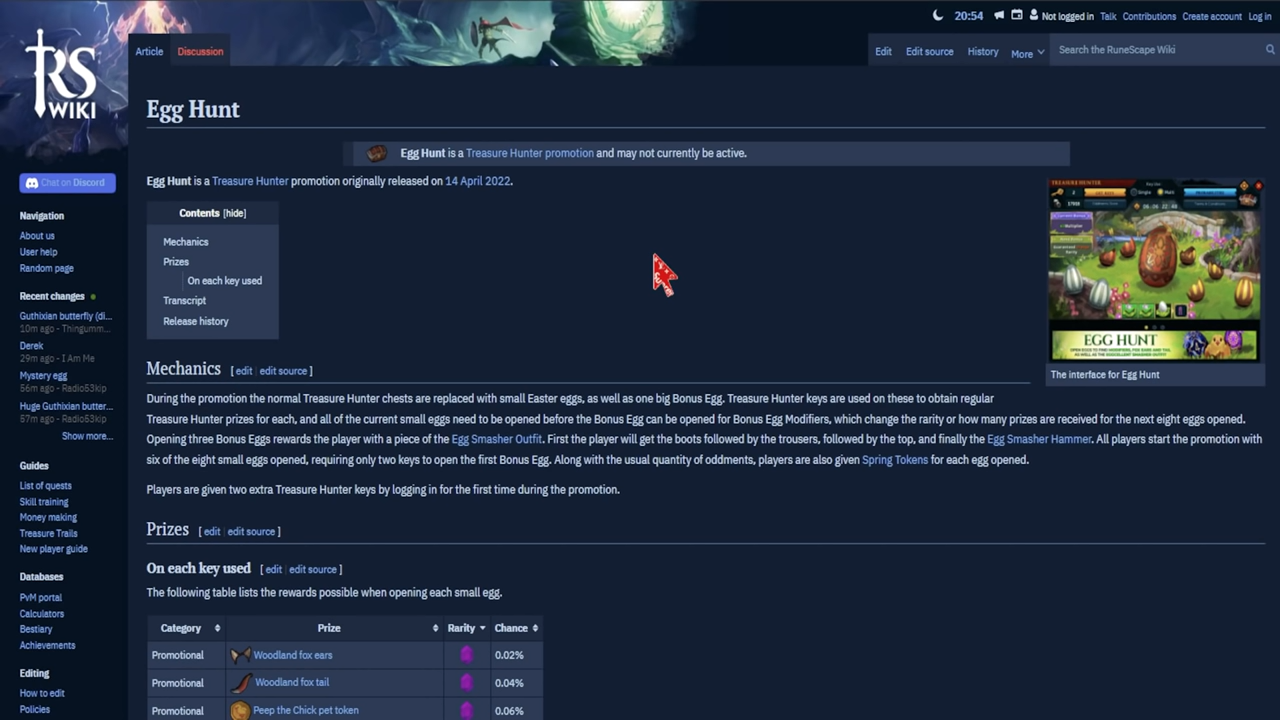 20:54 Not logged in Talk Contributions Create account Log in
RS
WIKI
Article Discussion Edit Edit source History More Search the RuneScape Wiki
Egg Hunt
Egg Hunt is a Treasure Hunter promotion and may not currently be active.
Chat on Discord
Navigation
About us
User help
Random page
Recent changes
Guthixian butterfly (di...
10m ago - Thingumm...
Derek
29m ago - I Am Me
Mystery egg
56m ago - Radio53kip
Huge Guthixian butter...
57m ago - Radio53kip
Show more...
Guides
List of quests
Skill training
Money making
Treasure Trails
New player guide
Databases
PvM portal
Calculators
Bestiary
Achievements
Editing
How to edit
Policies
Egg Hunt is a Treasure Hunter promotion originally released on 14 April 2022.
Contents [hide]
Mechanics
Prizes
On each key used
Transcript
Release history
TREASURE HUNTER
EGG HUNT
The interface for Egg Hunt
Mechanics [ edit | edit source ]
During the promotion the normal Treasure Hunter chests are replaced with small Easter eggs, as well as one big Bonus Egg. Treasure Hunter keys are used on these to obtain regular
Treasure Hunter prizes for each, and all of the current small eggs need to be opened before the Bonus Egg can be opened for Bonus Egg Modifiers, which change the rarity or how many prizes are received for the next eight eggs opened.
Opening three Bonus Eggs rewards the player with a piece of the Egg Smasher Outfit. First the player will get the boots followed by the trousers, followed by the top, and finally the Egg Smasher Hammer. All players start the promotion with
six of the eight small eggs opened, requiring only two keys to open the first Bonus Egg. Along with the usual quantity of oddments, players are also given Spring Tokens for each egg opened.
Players are given two extra Treasure Hunter keys by logging in for the first time during the promotion.
Prizes [ edit | edit source ]
On each key used [ edit | edit source ]
The following table lists the rewards possible when opening each small egg.
Category Prize Rarity Chance
Promotional Woodland fox ears 0.02%
Promotional Woodland fox tail 0.04%
Promotional Peep the Chick pet token 0.06%